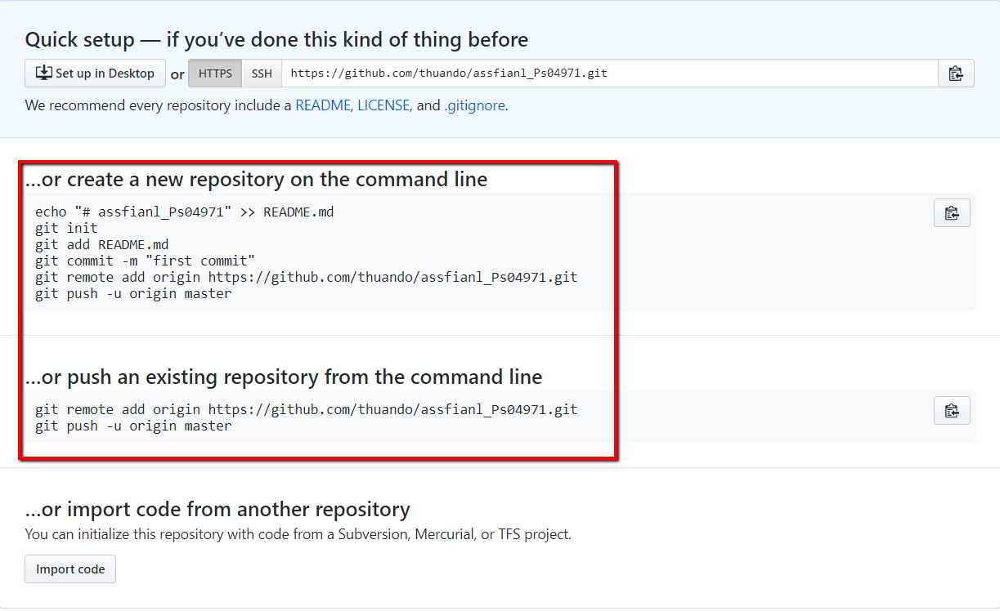 Quick setup — if you’ve done this kind of thing before
Set up in Desktop or HTTPS SSH https://github.com/thuando/assfianl_Ps04971.git
We recommend every repository include a README, LICENSE, and .gitignore.
…or create a new repository on the command line
echo "# assfianl_Ps04971" >> README.md
git init
git add README.md
git commit -m "first commit"
git remote add origin https://github.com/thuando/assfianl_Ps04971.git
git push -u origin master
…or push an existing repository from the command line
git remote add origin https://github.com/thuando/assfianl_Ps04971.git
git push -u origin master
…or import code from another repository
You can initialize this repository with code from a Subversion, Mercurial, or TFS project.
Import code